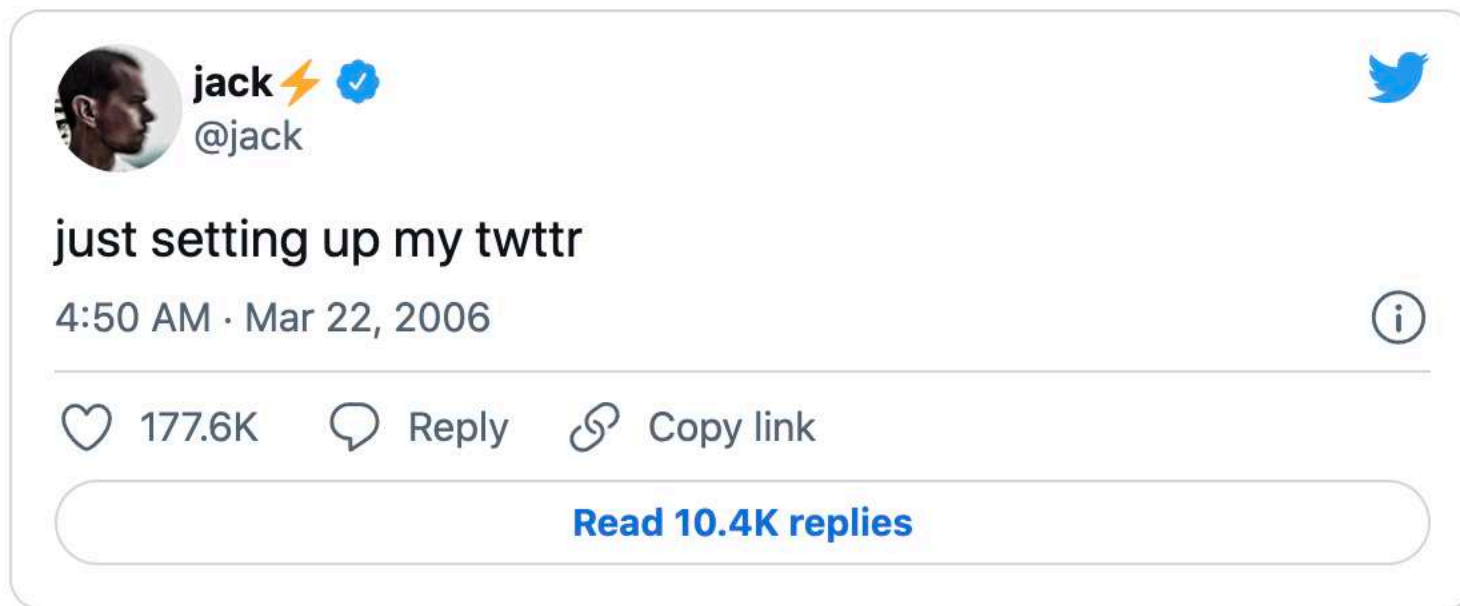 jack⚡
@jack
just setting up my twttr
4:50 AM · Mar 22, 2006
177.6K Reply Copy link
Read 10.4K replies